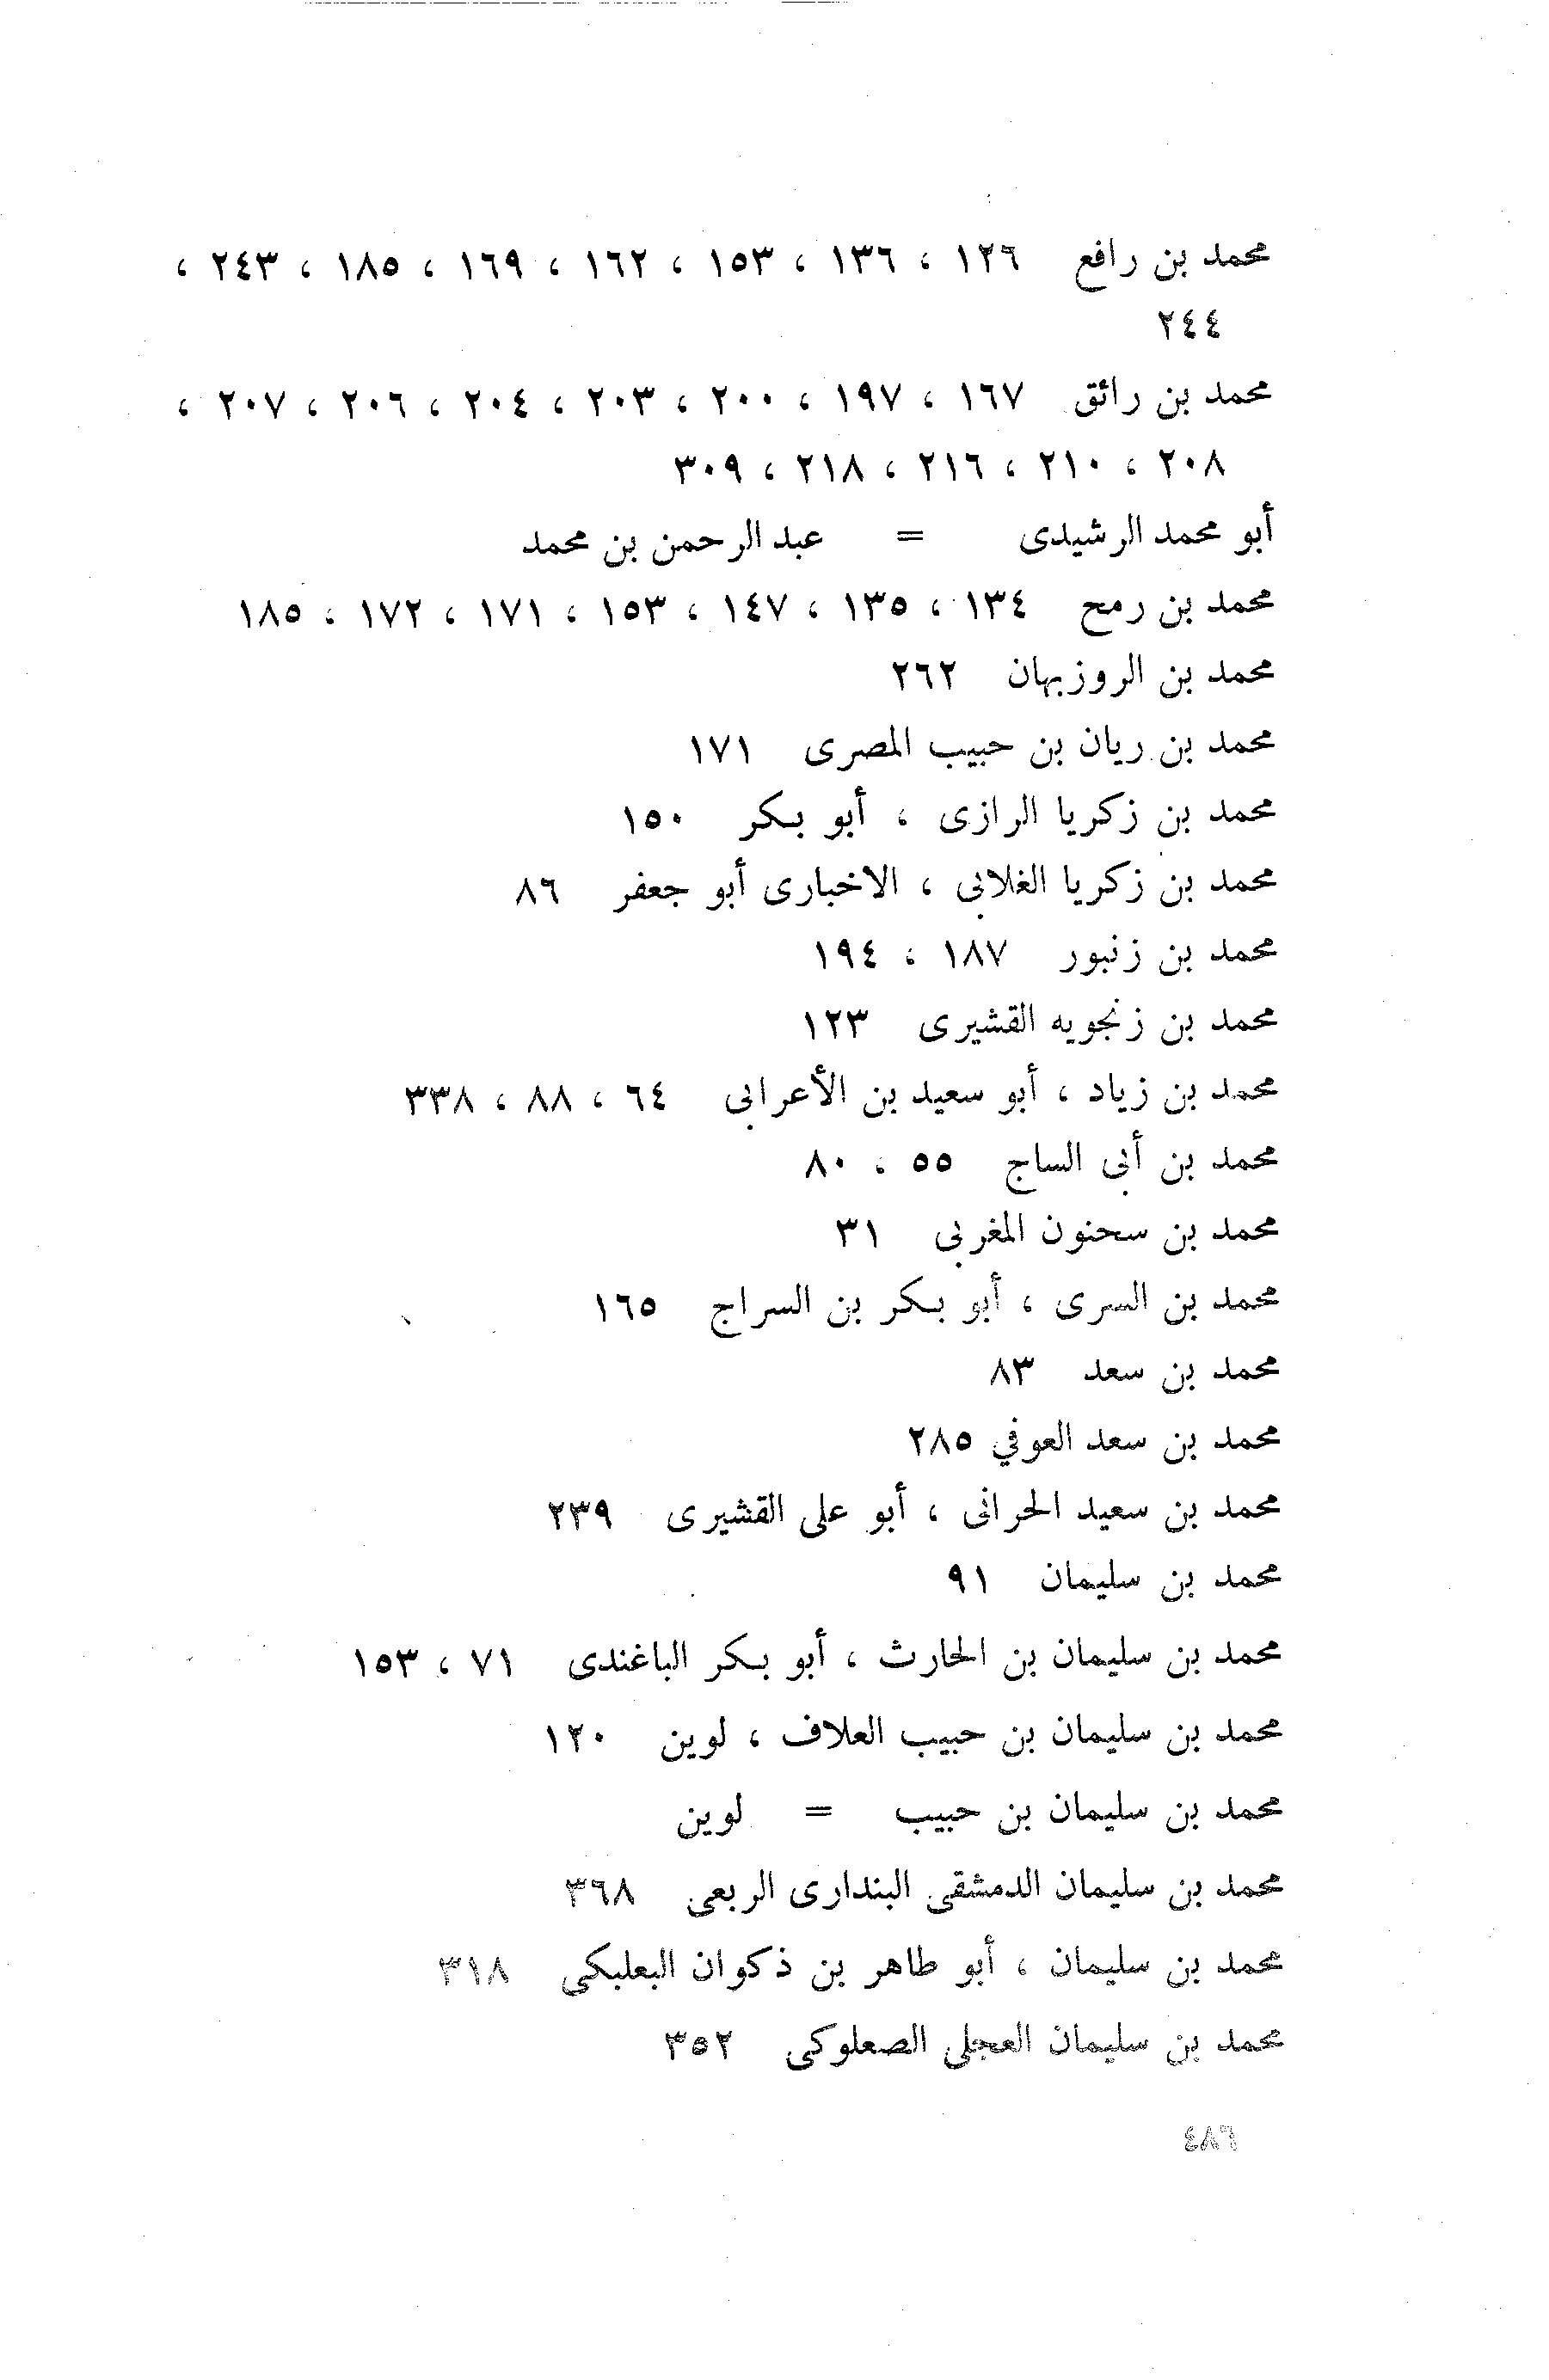 محمد بن رافع ١٢٦ ، ١٣٦ ، ١٥٣ ، ١٦٢ ، ١٦٩ ، ١٨٥ ، ٢٤٣ ،
٢٤٤
محمد بن رائق ١٦٧ ، ١٩٧ ، ٢٠٠ ، ٢٠٣ ، ٢٠٤ ، ٢٠٦ ، ٢٠٧ ،
٢٠٨ ، ٢١٠ ، ٢١٦ ، ٢١٨ ، ٣٠٩
أبو محمد الرشيدى = عبد الرحمن بن محمد
محمد بن رمح ١٣٤ ، ١٣٥ ، ١٤٧ ، ١٥٣ ، ١٧١ ، ١٧٢ ، ١٨٥
محمد بن الروزبهان ٢٦٢
محمد بن ريان بن حبيب المصرى ١٧١
محمد بن زكريا الرازى ، أبو بكر ١٥٠
محمد بن زكريا الغلابى ، الاخبارى أبو جعفر ٨٦
محمد بن زنبور ١٨٧ ، ١٩٤
محمد بن زنجويه القشيرى ١٢٣
محمد بن زياد ، أبو سعيد بن الأعرابى ٦٤ ، ٨٨ ، ٣٣٨
محمد بن أبى الساج ٥٥ ، ٨٠
محمد بن سحنون المغربى ٣١
محمد بن السرى ، أبو بكر بن السراج ١٦٥
محمد بن سعد ٨٣
محمد بن سعد العوفي ٢٨٥
محمد بن سعيد الحرانى ، أبو على القشيرى ٢٣٩
محمد بن سليمان ٩١
محمد بن سليمان بن الحارث ، أبو بكر الباغندى ٧١ ، ١٥٣
محمد بن سليمان بن حبيب العلاف ، لوين ١٢٠
محمد بن سليمان بن حبيب = لوين
محمد بن سليمان الدمشقى البندارى الربعى ٣٦٨
محمد بن سليمان ، أبو طاهر بن ذكوان البعلبكى ٣١٨
محمد بن سليمان العجلى الصعلوكى ٣٥٢
٤٨٦